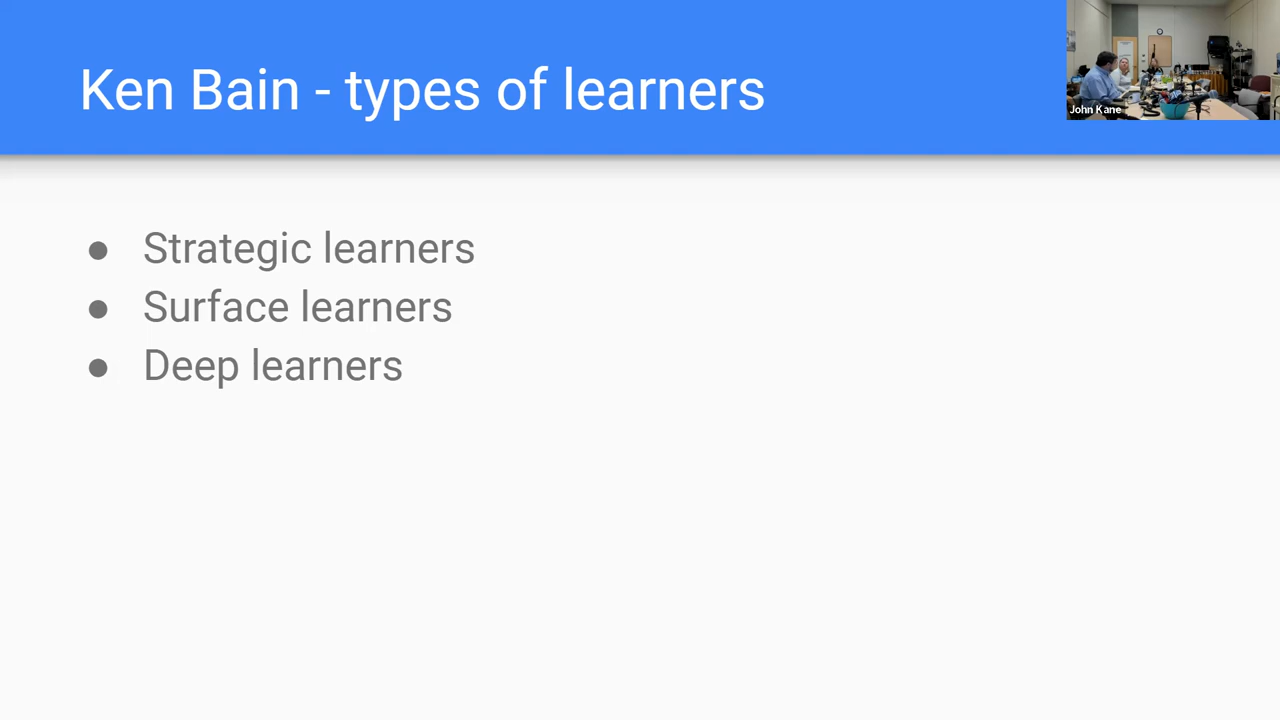 Ken Bain - types of learners
John Kane
● Strategic learners
● Surface learners
● Deep learners